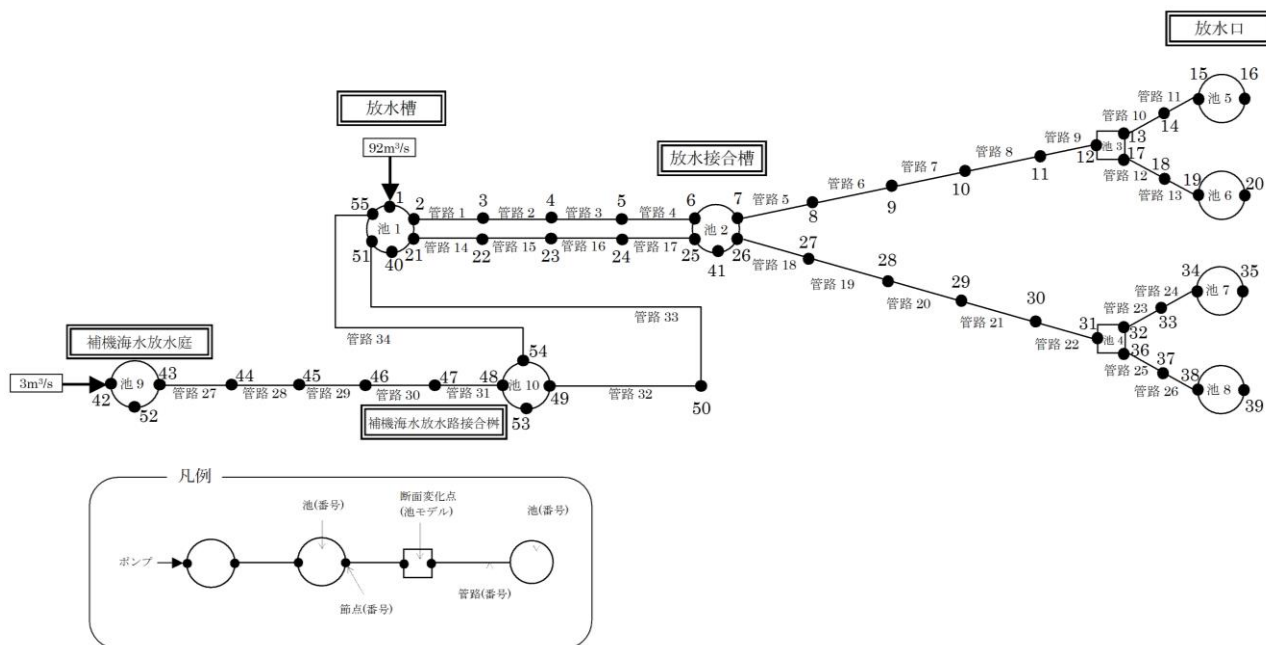 放水口
放水槽
92m³/s
放水接合槽
15
16
管路 11
池 5
管路 10
14
13
管路 9
池 3
12
17
18
管路 12
19
管路 13
池 6
20
管路 8
11
管路 7
10
管路 6
9
管路 5
8
55
1
2
管路 1
3
管路 2
4
管路 3
5
管路 4
6
7
池 1
池 2
51
40
21
管路 14
22
管路 15
23
管路 16
24
管路 17
25
41
26
管路 18
27
管路 19
28
管路 20
29
管路 21
30
管路 22
31
池 4
32
管路 23
管路 24
33
34
池 7
35
36
管路 25
37
管路 26
38
池 8
39
管路 33
管路 34
補機海水放水庭
3m³/s
池 9
42
43
52
管路 27
44
管路 28
45
管路 29
46
管路 30
47
管路 31
48
54
池 10
49
53
管路 32
50
補機海水放水路接合桝
凡例
池(番号)
断面変化点
(池モデル)
池(番号)
ポンプ
節点(番号)
管路(番号)